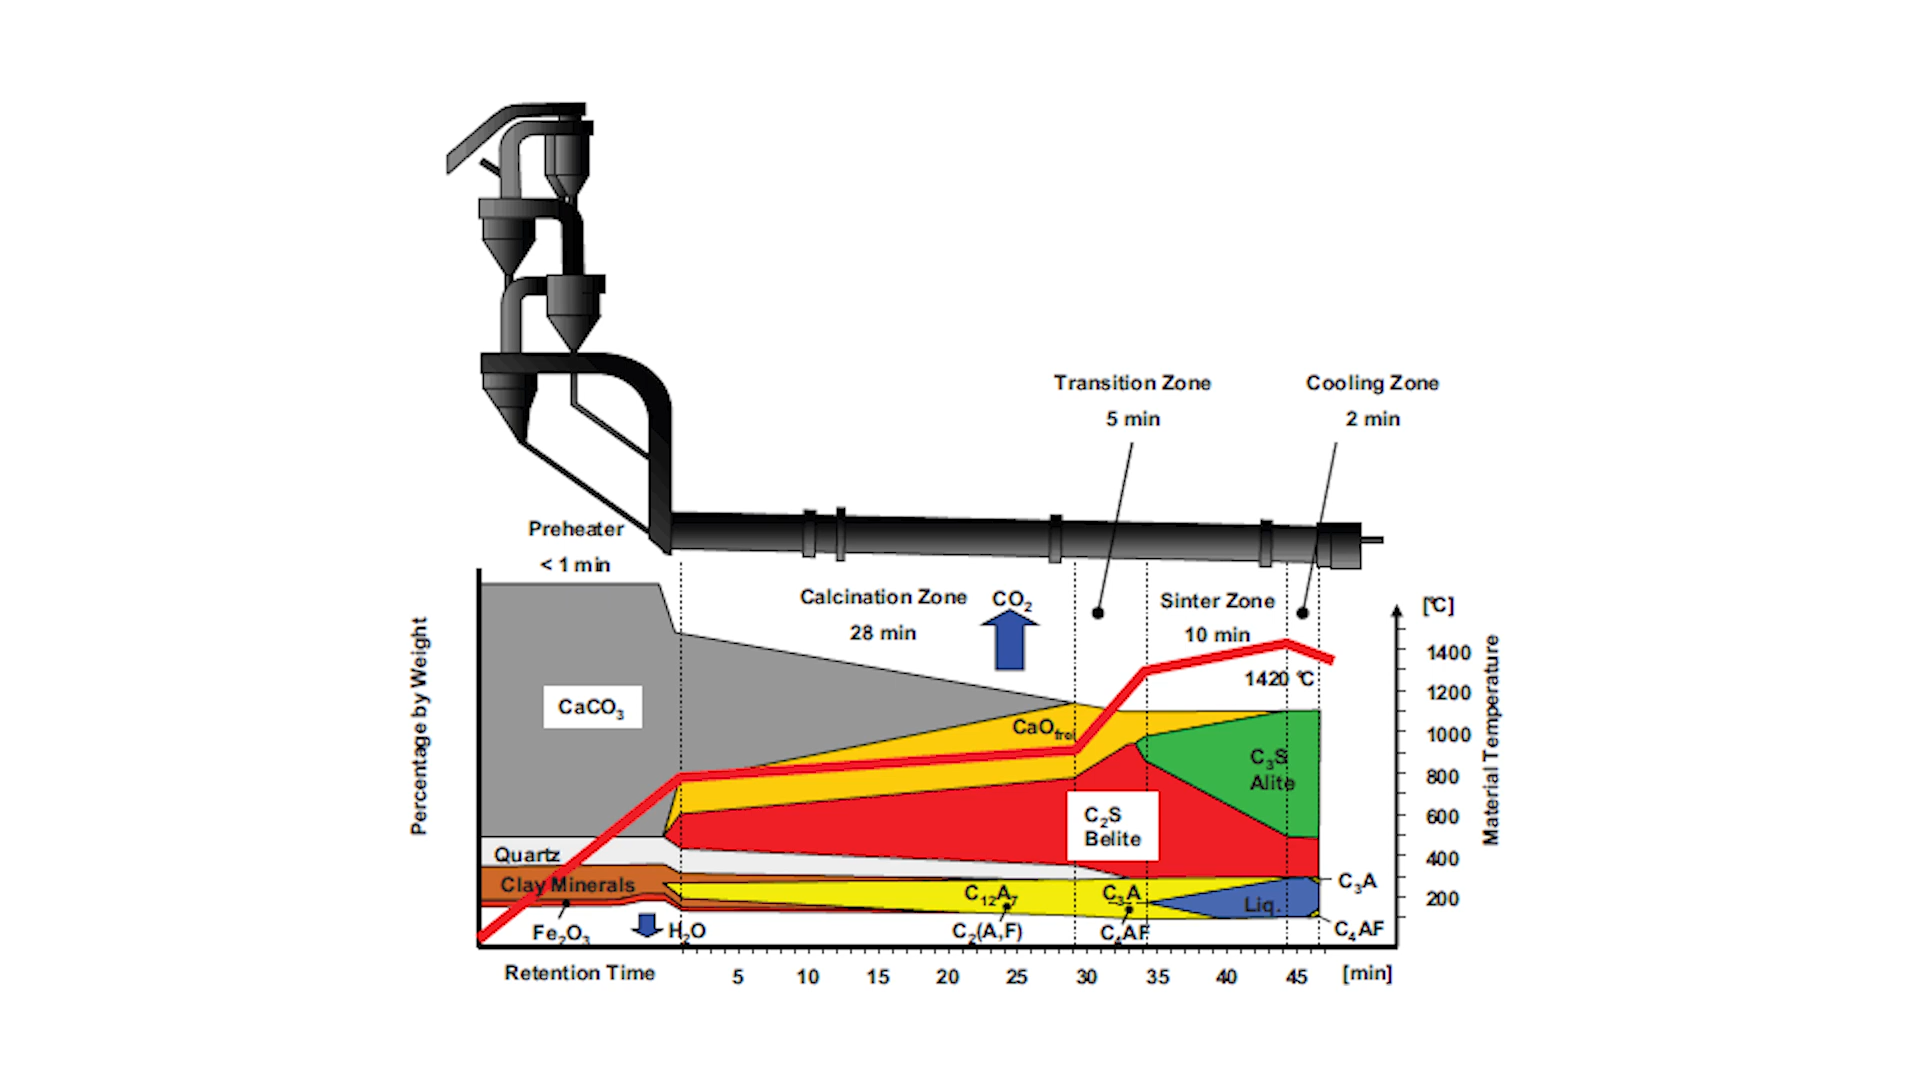 Transition Zone
5 min
Cooling Zone
2 min
Preheater
< 1 min
Calcination Zone
28 min
CO2
Sinter Zone
10 min
[°C]
1420 °C
1400
1200
1000
800
600
400
200
Material Temperature
Percentage by Weight
CaCO3
CaOfrei
C3S
Alite
C2S
Belite
Quartz
Clay Minerals
Fe2O3
H2O
C12A7
C2(A,F)
C3A
C4AF
Liq.
C3A
C4AF
Retention Time
5 10 15 20 25 30 35 40 45 [min]